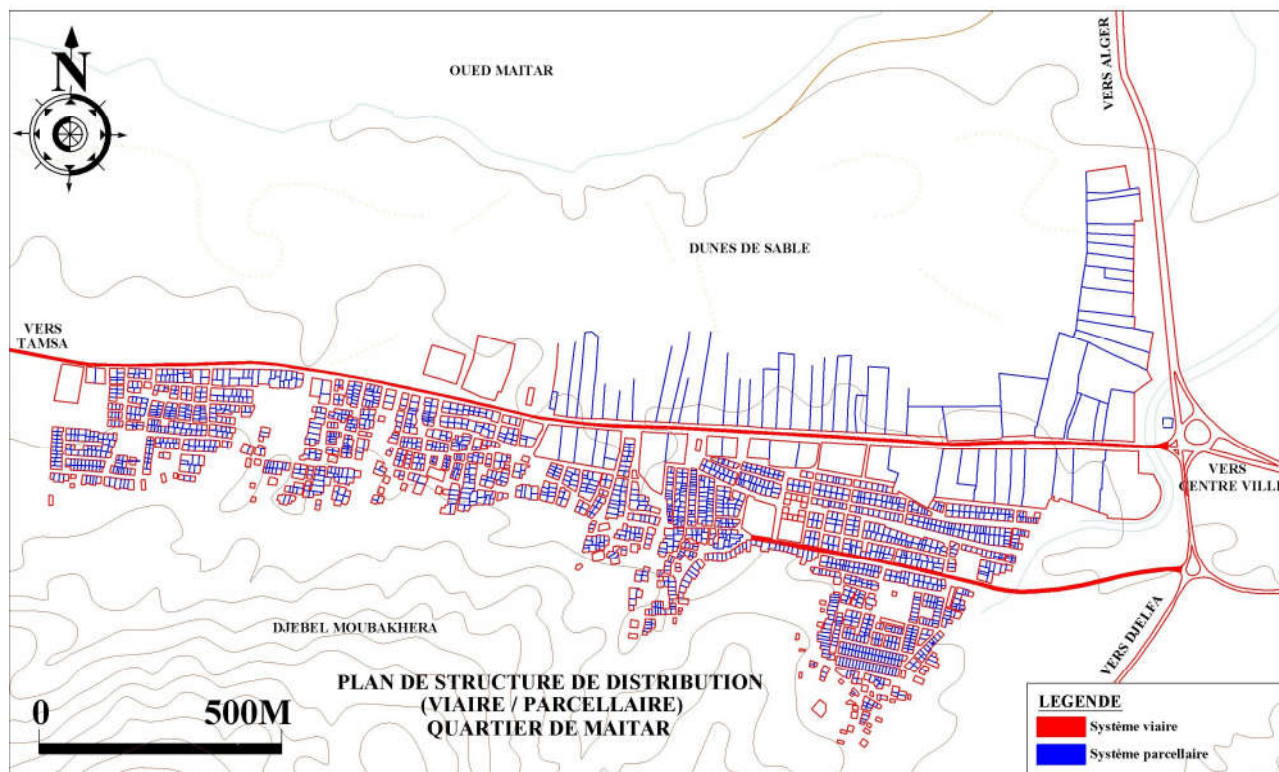 N
OUED MAITAR
VERS ALGER
DUNES DE SABLE
VERS
TAMSA
VERS
CENTRE VILLE
DJEBEL MOUBAKHERA
VERS DJELFA
PLAN DE STRUCTURE DE DISTRIBUTION
(VIAIRE / PARCELLAIRE)
QUARTIER DE MAITAR
0 500M
LEGENDE
Système viaire
Système parcellaire